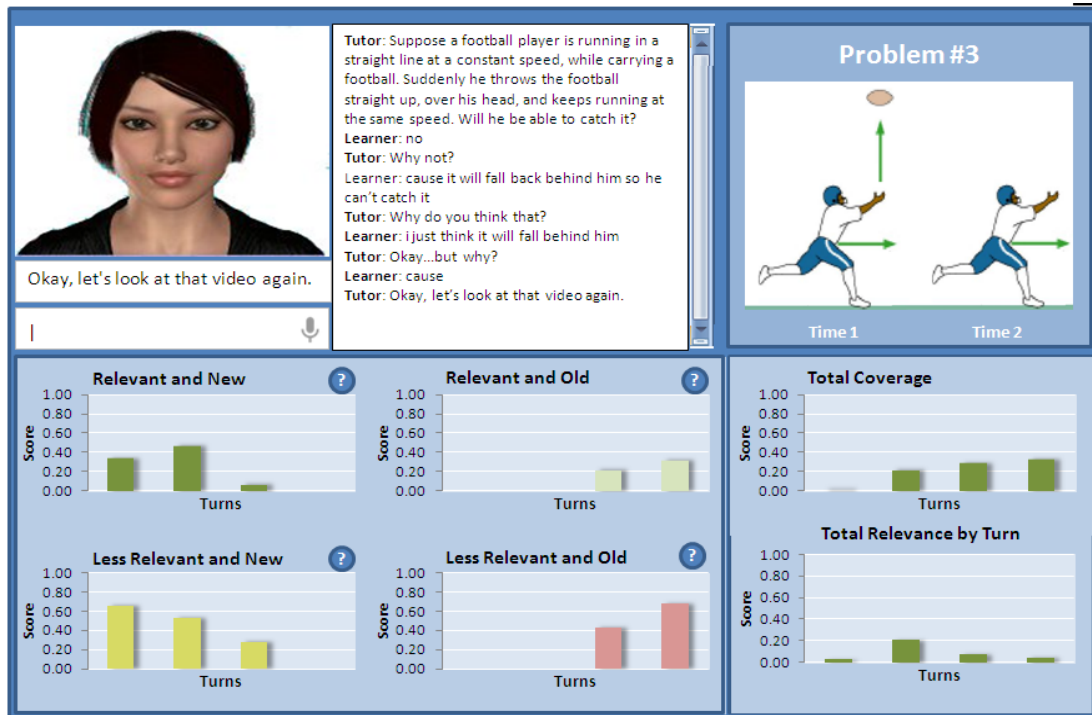 Tutor: Suppose a football player is running in a
straight line at a constant speed, while carrying a
football. Suddenly he throws the football
straight up, over his head, and keeps running at
the same speed. Will he be able to catch it?
Learner: no
Tutor: Why not?
Learner: cause it will fall back behind him so he
can't catch it
Tutor: Why do you think that?
Learner: i just think it will fall behind him
Tutor: Okay...but why?
Learner: cause
Tutor: Okay, let's look at that video again.
Okay, let's look at that video again.
Problem #3
Time 1
Time 2
Relevant and New
?
Score
1.00
0.80
0.60
0.40
0.20
0.00
Turns
Relevant and Old
?
Score
1.00
0.80
0.60
0.40
0.20
0.00
Turns
Total Coverage
Score
1.00
0.80
0.60
0.40
0.20
0.00
Turns
Less Relevant and New
?
Score
1.00
0.80
0.60
0.40
0.20
0.00
Turns
Less Relevant and Old
?
Score
1.00
0.80
0.60
0.40
0.20
0.00
Turns
Total Relevance by Turn
Score
1.00
0.80
0.60
0.40
0.20
0.00
Turns